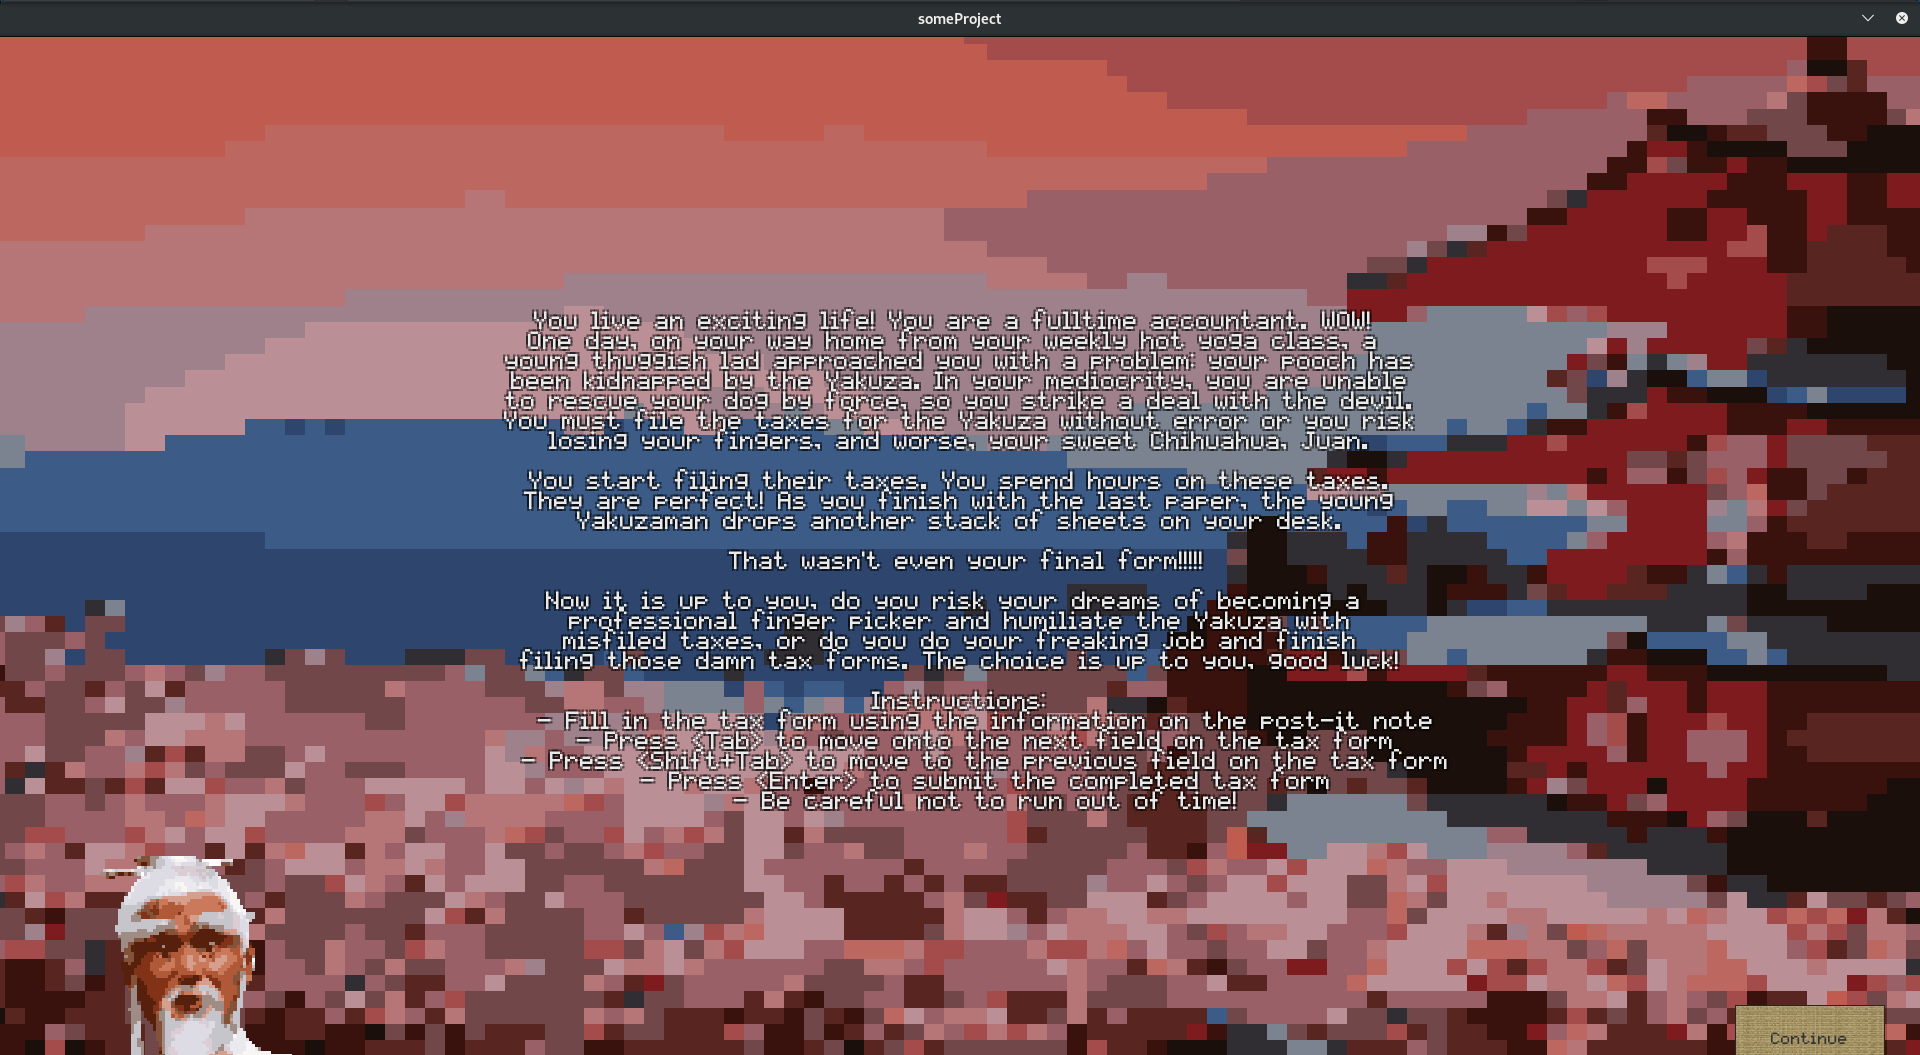 someProject
You live an exciting life! You are a fulltime accountant. WOW!
One day, on your way home from your weekly hot yoga class, a
young thuggish lad approached you with a problem: your pooch has
been kidnapped by the Yakuza. In your mediocrity, you are unable
to rescue your dog by force, so you strike a deal with the devil.
You must file the taxes for the Yakuza without error or you risk
losing your fingers, and worse, your sweet Chihuahua, Juan.
You start filing their taxes. You spend hours on these taxes.
They are perfect! As you finish with the last paper, the young
Yakuzaman drops another stack of sheets on your desk.
That wasn't even your final form!!!!!
Now it is up to you, do you risk your dreams of becoming a
professional finger picker and humiliate the Yakuza with
misfiled taxes, or do you do your freaking job and finish
filing those damn tax forms. The choice is up to you, good luck!
Instructions:
- Fill in the tax form using the information on the post-it note
- Press <Tab> to move onto the next field on the tax form
- Press <Shift+Tab> to move to the previous field on the tax form
- Press <Enter> to submit the completed tax form
- Be careful not to run out of time!
Continue